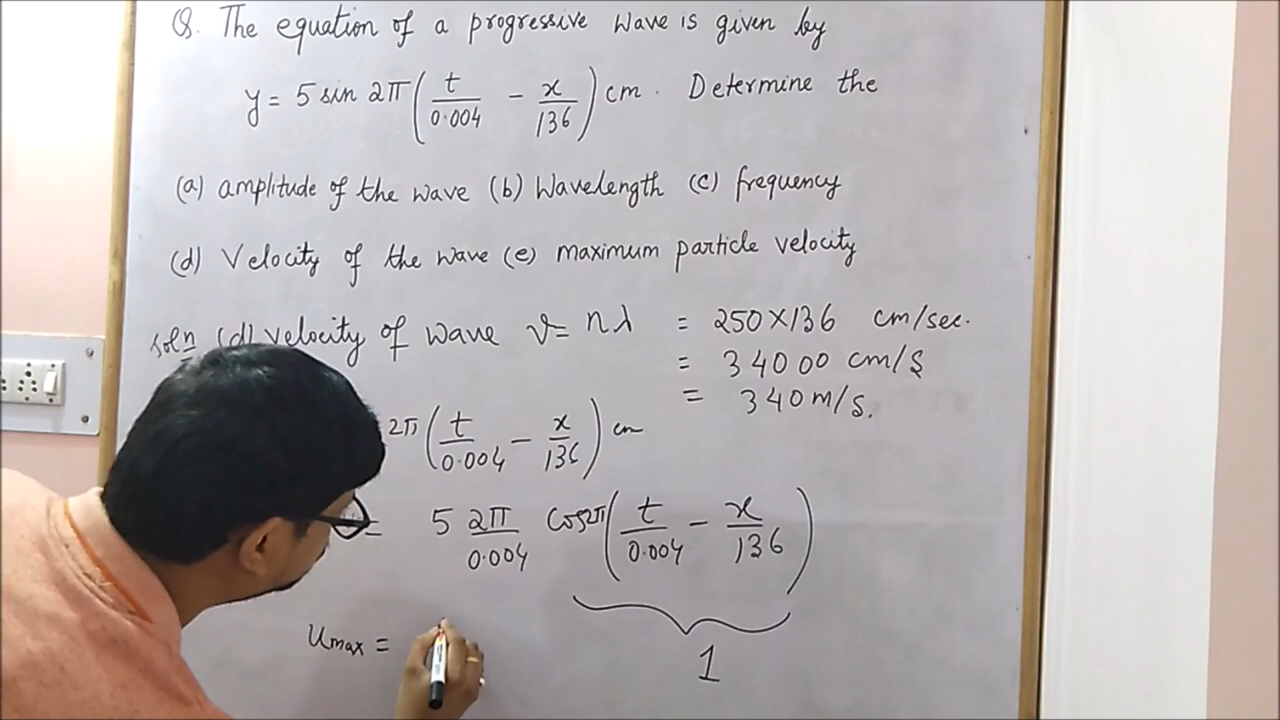 Q. The equation of a progressive wave is given by
y = 5 sin 2π (t/0.004 - x/136) cm. Determine the
(a) amplitude of the wave (b) Wavelength (c) frequency
(d) Velocity of the wave (e) maximum particle velocity
Soln (d) velocity of wave v = nλ = 250×136 cm/sec.
= 34000 cm/s
= 340 m/s.
2π (t/0.004 - x/136) cm
= 5 2π/0.004 cos2π (t/0.004 - x/136)
1
Umax =